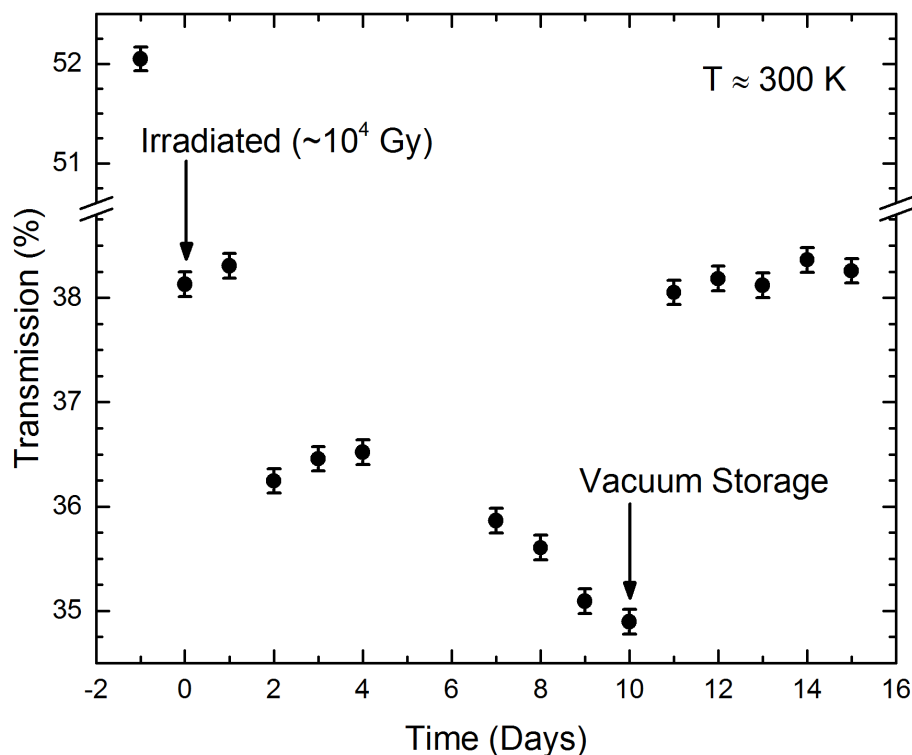 52
T ≈ 300 K
Irradiated (~10⁴ Gy)
51
Transmission (%)
38
37
Vacuum Storage
36
35
-2 0 2 4 6 8 10 12 14 16
Time (Days)